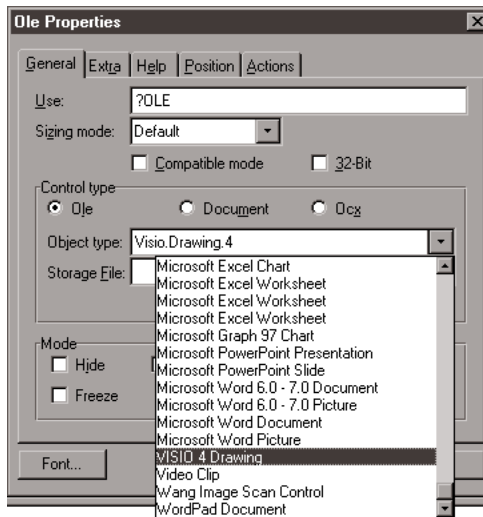 Ole Properties
General Extra Help Position Actions
Use: ?OLE
Sizing mode: Default
Compatible mode 32-Bit
Control type
Ole Document Ocx
Object type: Visio.Drawing.4
Storage File:
Microsoft Excel Chart
Microsoft Excel Worksheet
Microsoft Excel Worksheet
Microsoft Excel Worksheet
Microsoft Graph 97 Chart
Microsoft PowerPoint Presentation
Microsoft PowerPoint Slide
Microsoft Word 6.0 - 7.0 Document
Microsoft Word 6.0 - 7.0 Picture
Microsoft Word Document
Microsoft Word Picture
VISIO 4 Drawing
Video Clip
Wang Image Scan Control
WordPad Document
Mode
Hide
Freeze
Font...